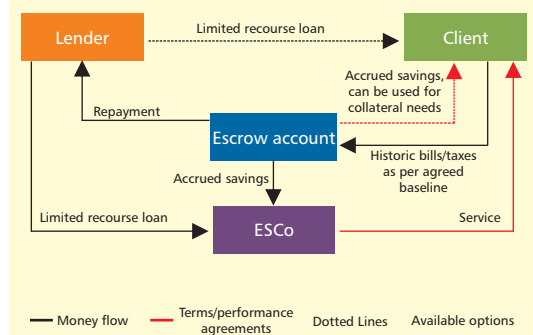 Limited recourse loan
Lender
Client
Accrued savings,
can be used for
collateral needs
Repayment
Escrow account
Historic bills/taxes
as per agreed
baseline
Accrued savings
Limited recourse loan
ESCo
Service
Money flow
Terms/performance
agreements
Dotted Lines
Available options